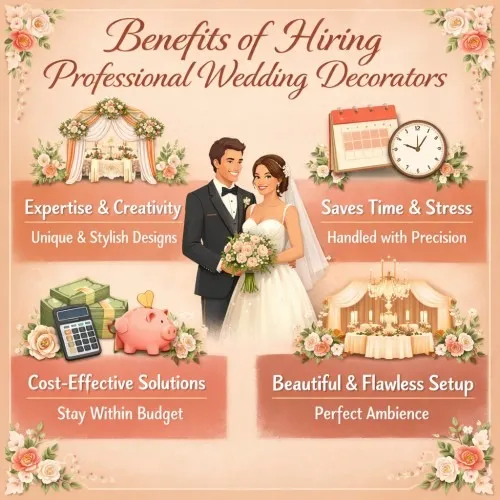 Benefits of Hiring
Professional Wedding Decorators
Expertise & Creativity
Unique & Stylish Designs
Saves Time & Stress
Handled with Precision
Cost-Effective Solutions
Stay Within Budget
Beautiful & Flawless Setup
Perfect Ambience